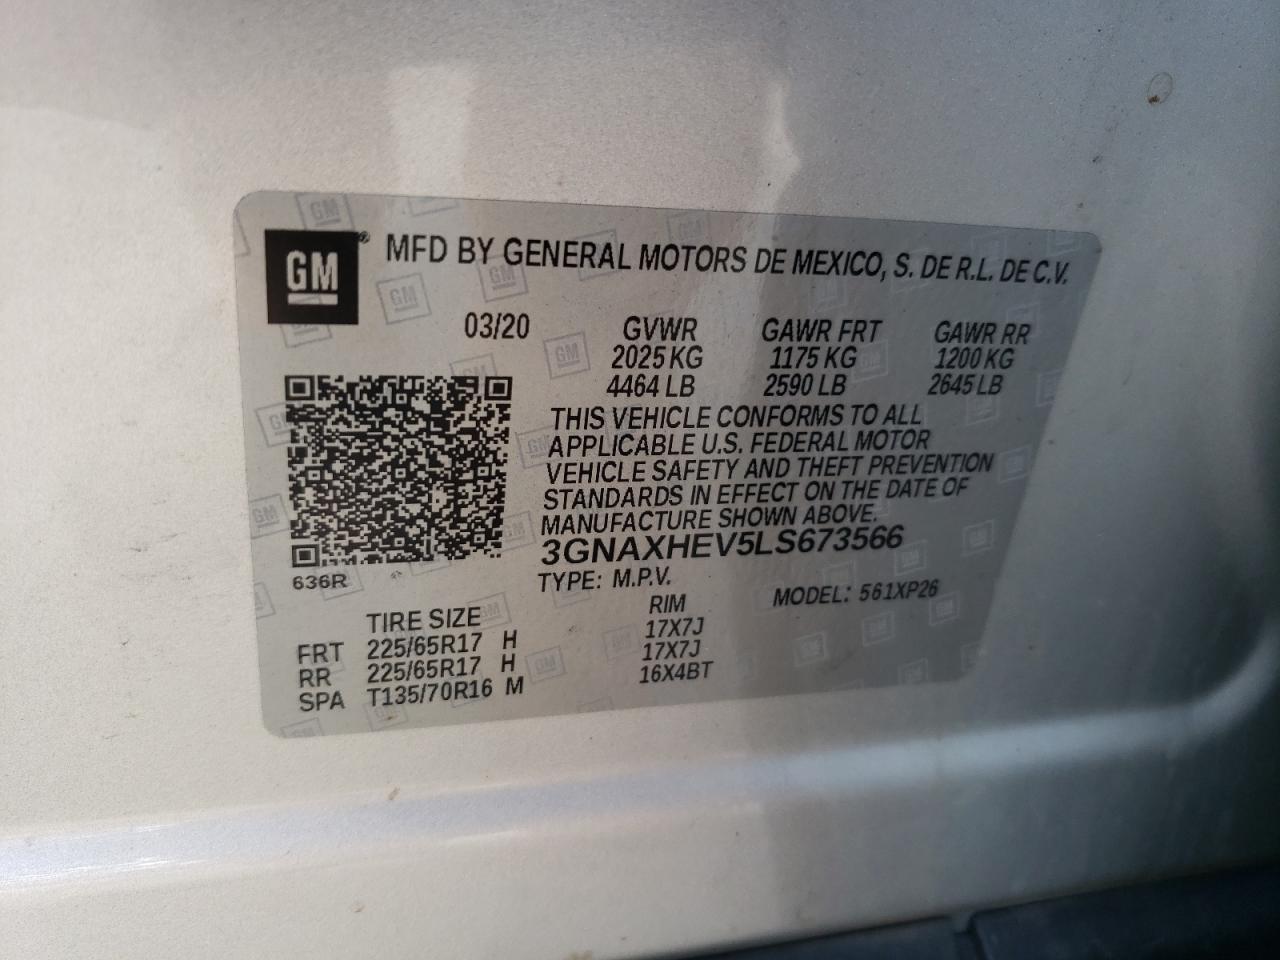 GM® MFD BY GENERAL MOTORS DE MEXICO, S. DE R.L. DE C.V.
03/20 GVWR GAWR FRT GAWR RR
2025 KG 1175 KG 1200 KG
4464 LB 2590 LB 2645 LB
THIS VEHICLE CONFORMS TO ALL
APPLICABLE U.S. FEDERAL MOTOR
VEHICLE SAFETY AND THEFT PREVENTION
STANDARDS IN EFFECT ON THE DATE OF
MANUFACTURE SHOWN ABOVE.
3GNAXHEV5LS673566
636R TYPE: M.P.V. MODEL: 561XP26
TIRE SIZE RIM
FRT 225/65R17 H 17X7J
RR 225/65R17 H 17X7J
SPA T135/70R16 M 16X4BT